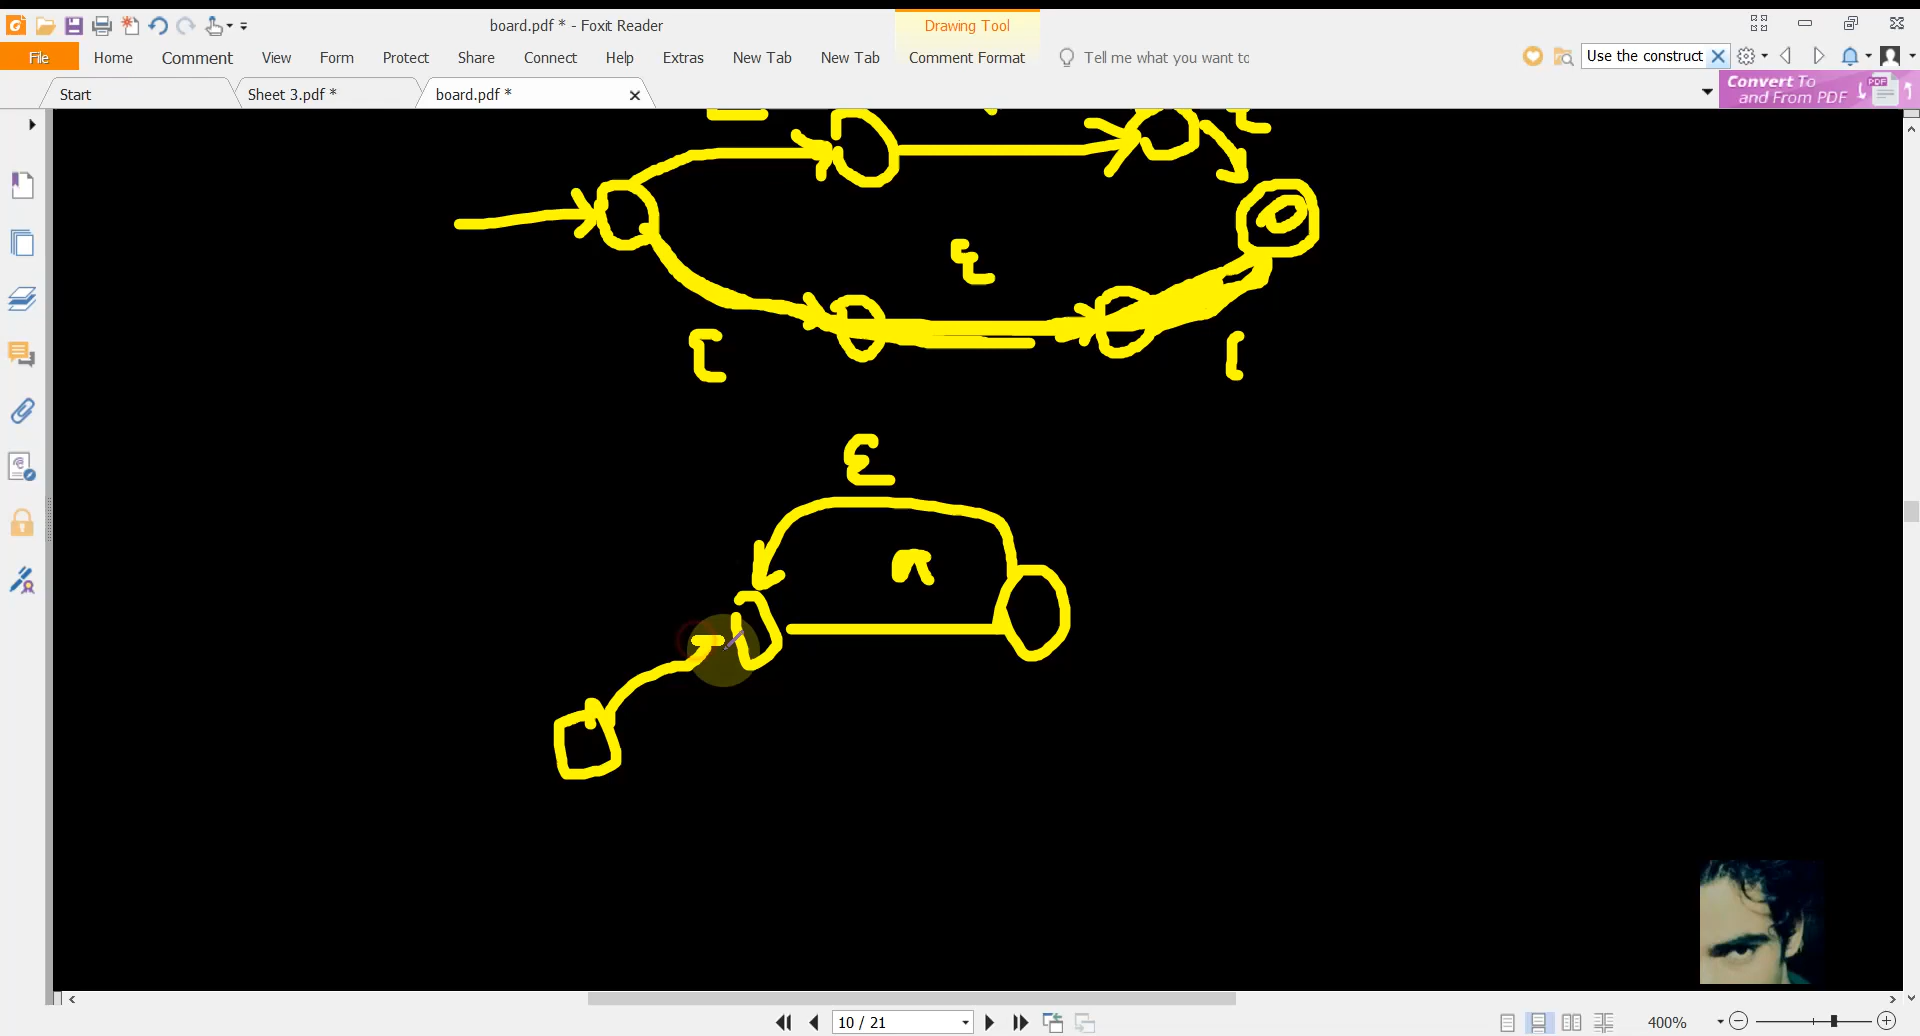 board.pdf * - Foxit Reader
Drawing Tool
File Home Comment View Form Protect Share Connect Help Extras New Tab New Tab Comment Format Tell me what you want to Use the construct
Start Sheet 3.pdf * board.pdf *
Convert To
and From PDF
PDF
ε
ε
10 / 21
400%